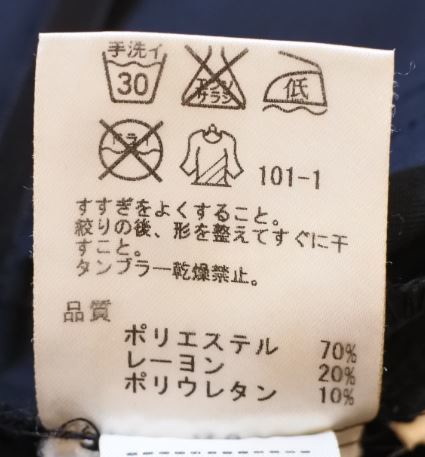 手洗イ
30
エンソ
サラシ
低
ドライ
101-1
すすぎをよくすること。
絞りの後、形を整えてすぐに干
すこと。
タンブラー乾燥禁止。
品質
ポリエステル 70%
レーヨン 20%
ポリウレタン 10%